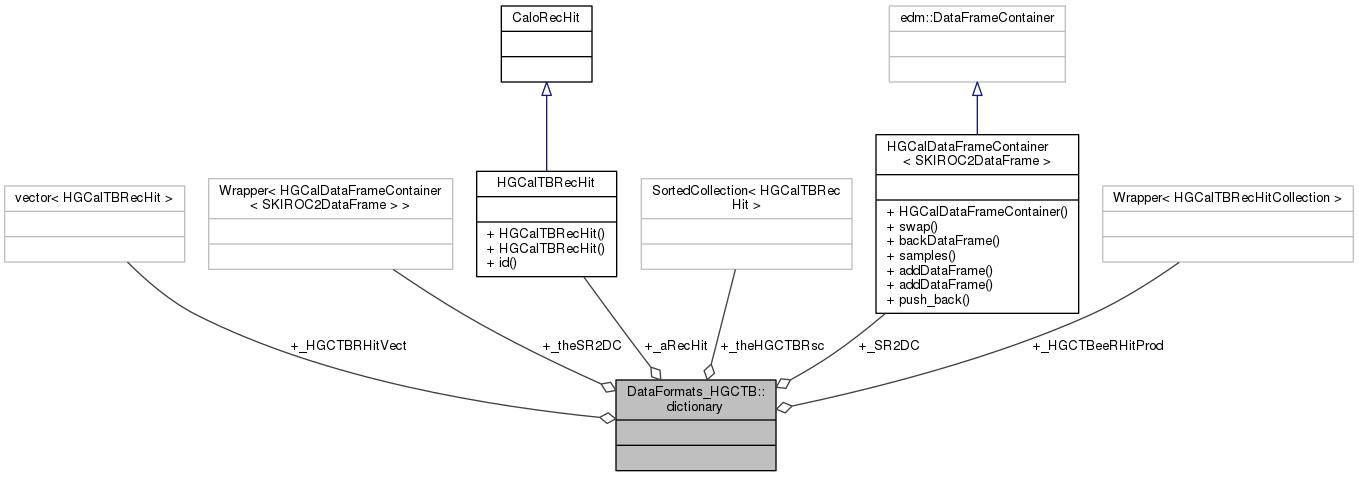 CaloRecHit
edm::DataFrameContainer
HGCalDataFrameContainer
< SKIROC2DataFrame >
+ HGCalDataFrameContainer()
+ swap()
+ backDataFrame()
+ samples()
+ addDataFrame()
+ addDataFrame()
+ push_back()
vector< HGCalTBRecHit >
Wrapper< HGCalDataFrameContainer
< SKIROC2DataFrame > >
HGCalTBRecHit
+ HGCalTBRecHit()
+ HGCalTBRecHit()
+ id()
SortedCollection< HGCalTBRec
Hit >
Wrapper< HGCalTBRecHitCollection >
+_HGCTBRHitVect
+_theSR2DC
+_aRecHit
+_theHGCTBRsc
+_SR2DC
+_HGCTBeeRHitProd
DataFormats_HGCTB::
dictionary